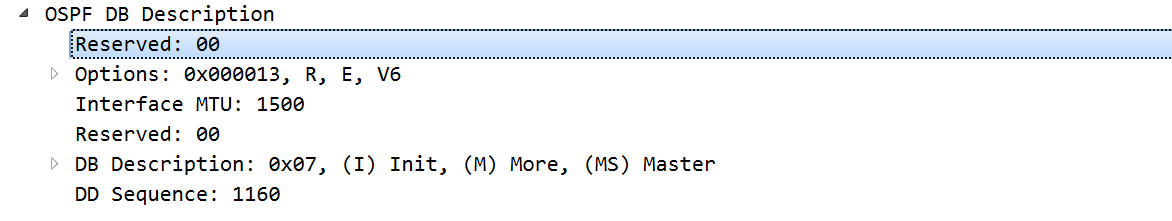 OSPF DB Description
Reserved: 00
Options: 0x000013, R, E, V6
Interface MTU: 1500
Reserved: 00
DB Description: 0x07, (I) Init, (M) More, (MS) Master
DD Sequence: 1160